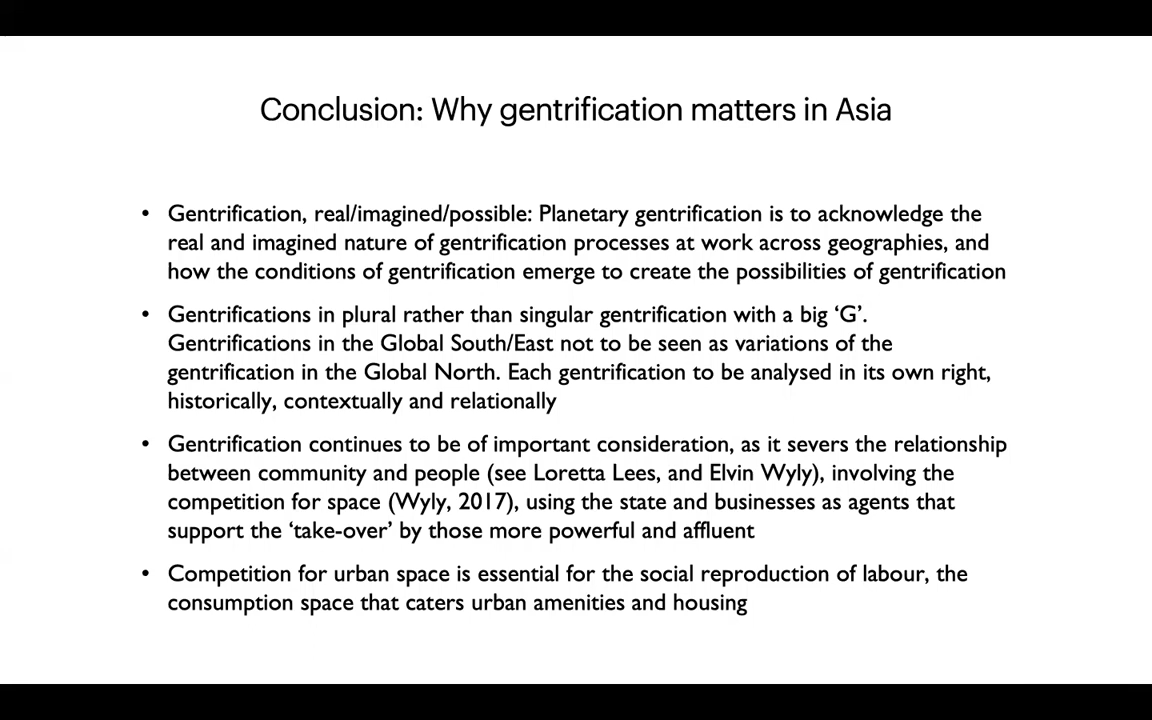 Conclusion: Why gentrification matters in Asia
• Gentrification, real/imagined/possible: Planetary gentrification is to acknowledge the
real and imagined nature of gentrification processes at work across geographies, and
how the conditions of gentrification emerge to create the possibilities of gentrification
• Gentrifications in plural rather than singular gentrification with a big ‘G’.
Gentrifications in the Global South/East not to be seen as variations of the
gentrification in the Global North. Each gentrification to be analysed in its own right,
historically, contextually and relationally
• Gentrification continues to be of important consideration, as it severs the relationship
between community and people (see Loretta Lees, and Elvin Wyly), involving the
competition for space (Wyly, 2017), using the state and businesses as agents that
support the ‘take-over’ by those more powerful and affluent
• Competition for urban space is essential for the social reproduction of labour, the
consumption space that caters urban amenities and housing